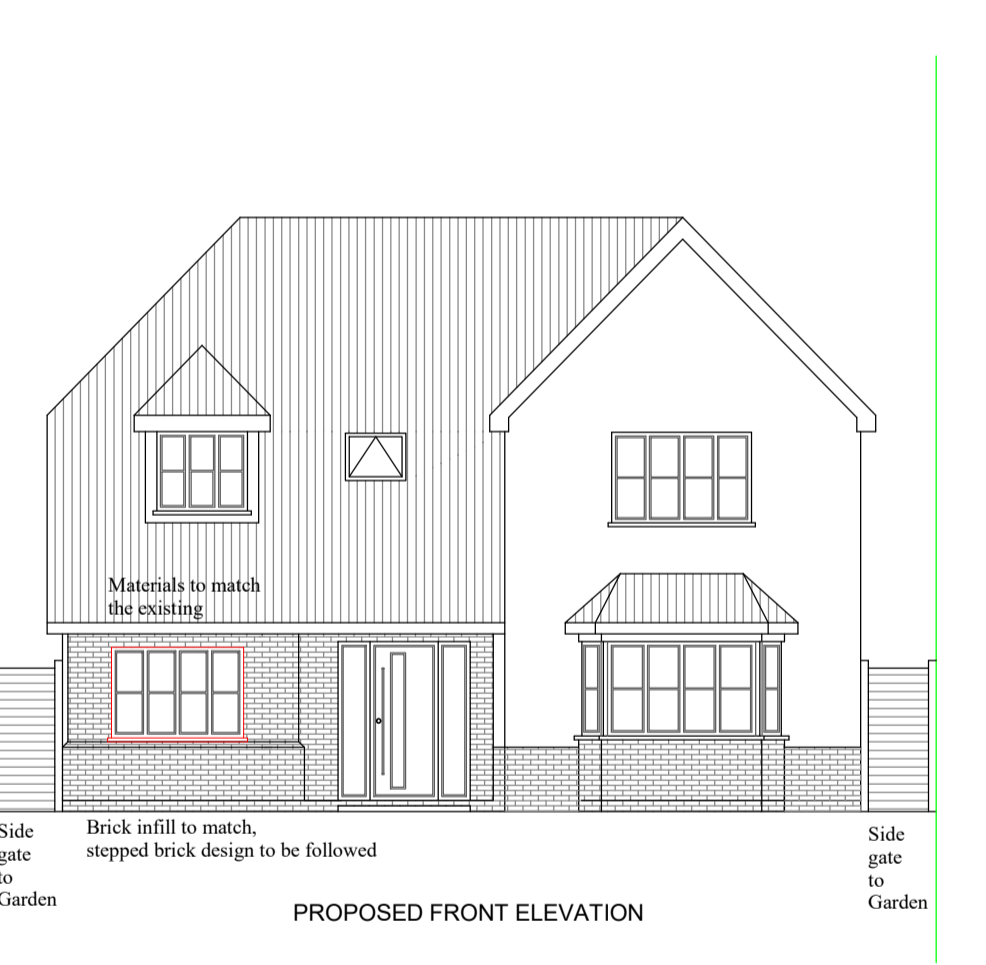 Materials to match
the existing
Side
gate
to
Garden
Brick infill to match,
stepped brick design to be followed
Side
gate
to
Garden
PROPOSED FRONT ELEVATION